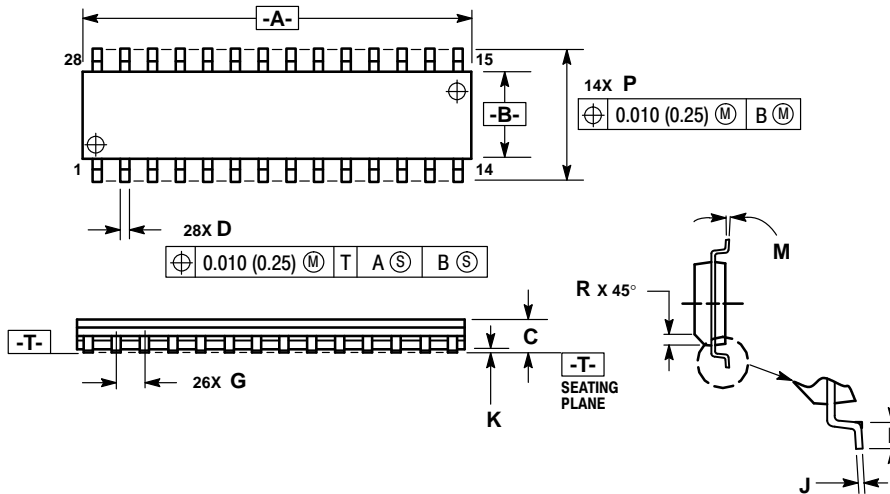 -A-
28
15
-B-
14X P
⌖ 0.010 (0.25) Ⓜ B Ⓜ
1
14
28X D
⌖ 0.010 (0.25) Ⓜ T A Ⓢ B Ⓢ
M
R X 45°
-T-
C
-T-
SEATING
PLANE
26X G
K
J